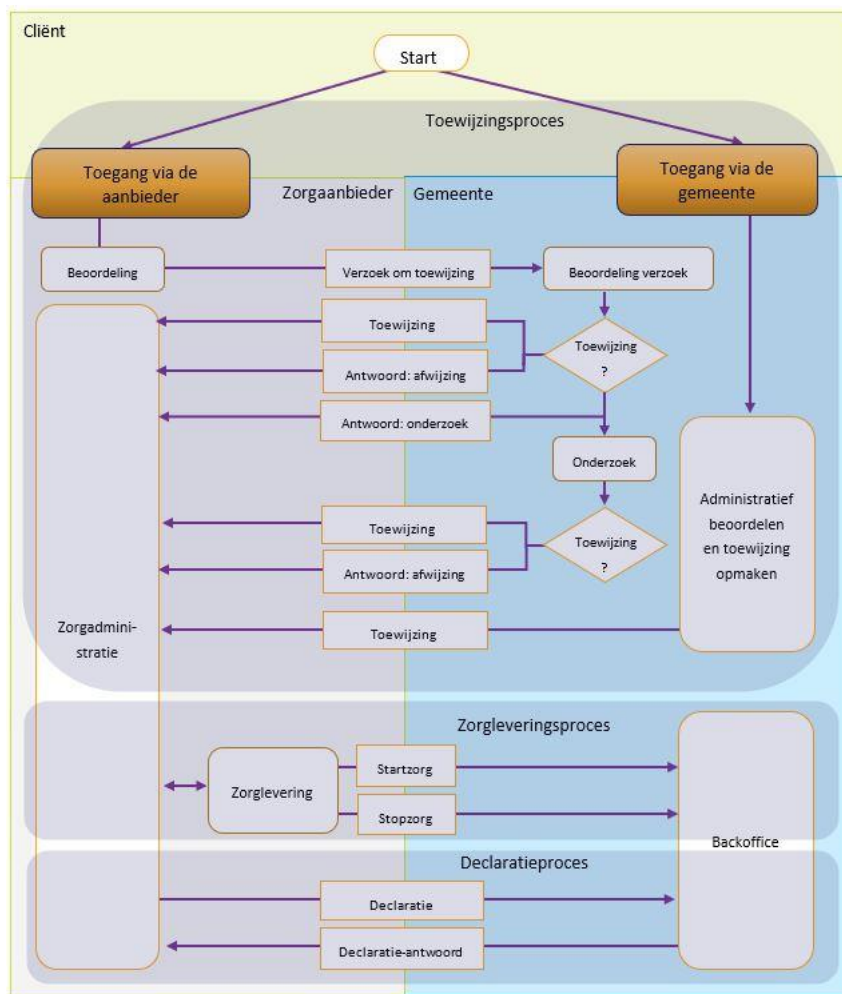 Cliënt
Start
Toewijzingsproces
Toegang via de
aanbieder
Toegang via de
gemeente
Zorgaanbieder
Gemeente
Beoordeling
Verzoek om toewijzing
Beoordeling verzoek
Toewijzing
Toewijzing
?
Antwoord: afwijzing
Antwoord: onderzoek
Onderzoek
Administratief
beoordelen
en toewijzing
opmaken
Toewijzing
Toewijzing
?
Antwoord: afwijzing
Toewijzing
Zorgadmini-
stratie
Zorgleveringsproces
Startzorg
Zorglevering
Stopzorg
Backoffice
Declaratieproces
Declaratie
Declaratie-antwoord